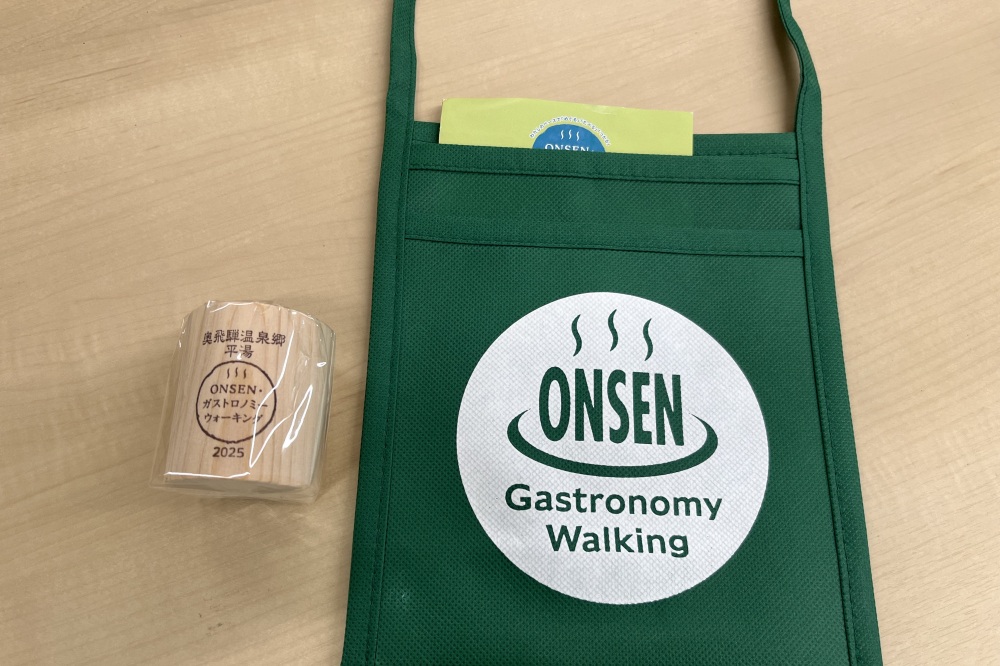 ONSEN・
奥飛騨温泉郷
平湯
ONSEN・
ガストロノミー
ウォーキング
2025
ONSEN
Gastronomy
Walking